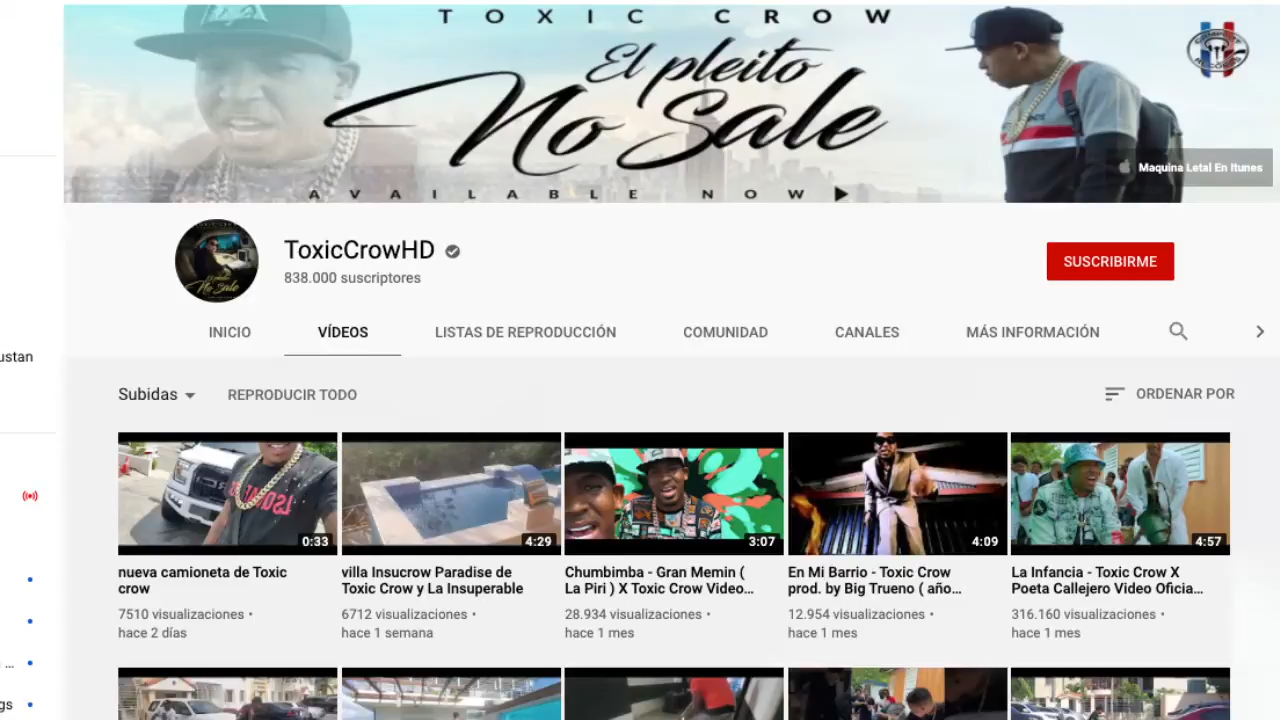 TOXIC CROW
El pleito
No Sale
AVAILABLE NOW
Maquina Letal En Itunes
ToxicCrowHD
838.000 suscriptores
SUSCRIBIRME
INICIO VÍDEOS LISTAS DE REPRODUCCIÓN COMUNIDAD CANALES MÁS INFORMACIÓN
ustan
Subidas REPRODUCIR TODO ORDENAR POR
0:33 4:29 3:07 4:09 4:57
nueva camioneta de Toxic
crow
7510 visualizaciones •
hace 2 días
villa Insucrow Paradise de
Toxic Crow y La Insuperable
6712 visualizaciones •
hace 1 semana
Chumbimba - Gran Memin (
La Piri ) X Toxic Crow Video...
28.934 visualizaciones •
hace 1 mes
En Mi Barrio - Toxic Crow
prod. by Big Trueno ( año...
12.954 visualizaciones •
hace 1 mes
La Infancia - Toxic Crow X
Poeta Callejero Video Oficia...
316.160 visualizaciones •
hace 1 mes
...
gs